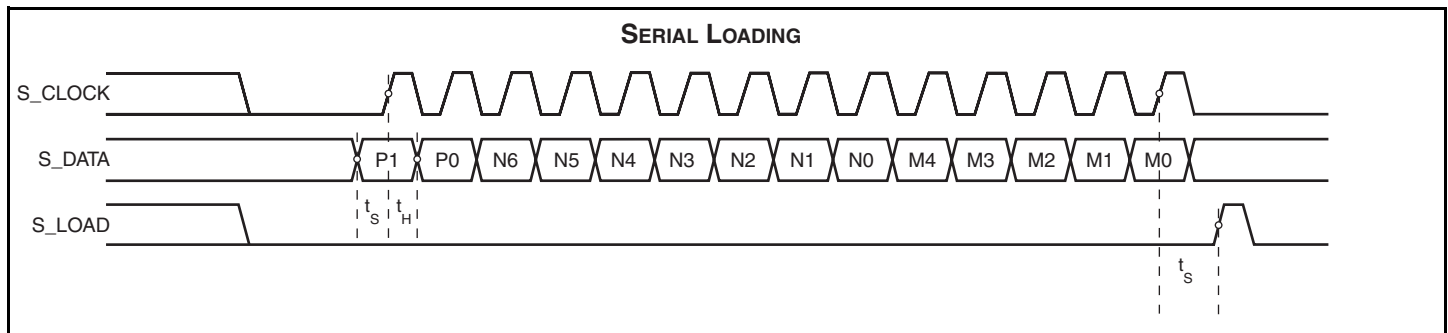 SERIAL LOADING
S_CLOCK
S_DATA P1 P0 N6 N5 N4 N3 N2 N1 N0 M4 M3 M2 M1 M0
tS tH
S_LOAD
tS